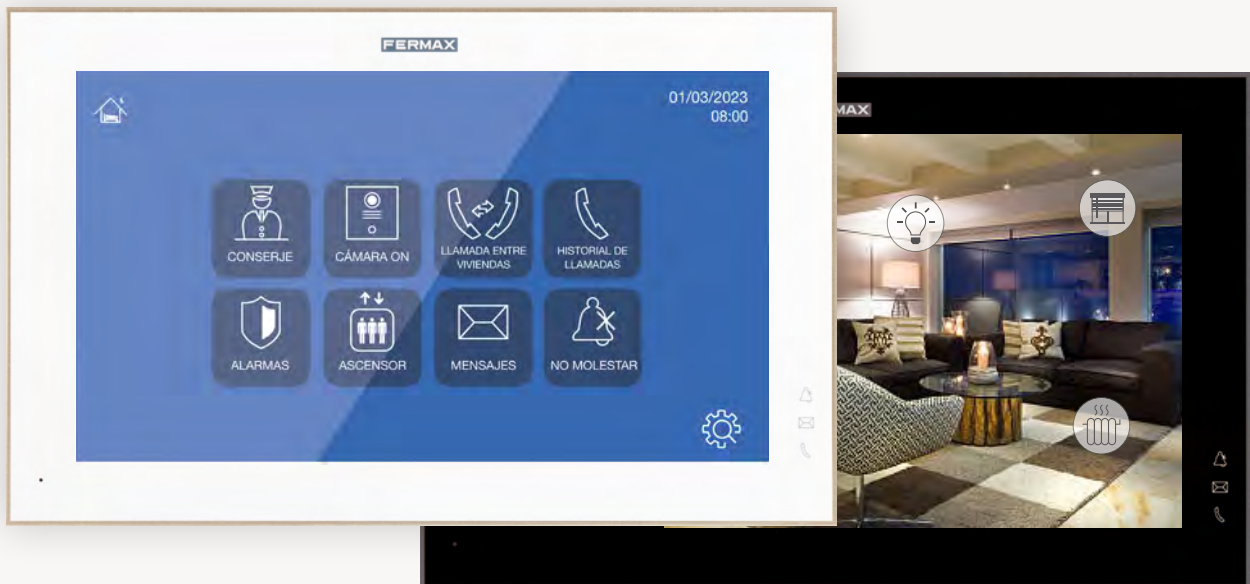 FERMAX
01/03/2023
08:00
CONSERJE
CÁMARA ON
LLAMADA ENTRE
VIVIENDAS
HISTORIAL DE
LLAMADAS
ALARMAS
ASCENSOR
MENSAJES
NO MOLESTAR
MAX